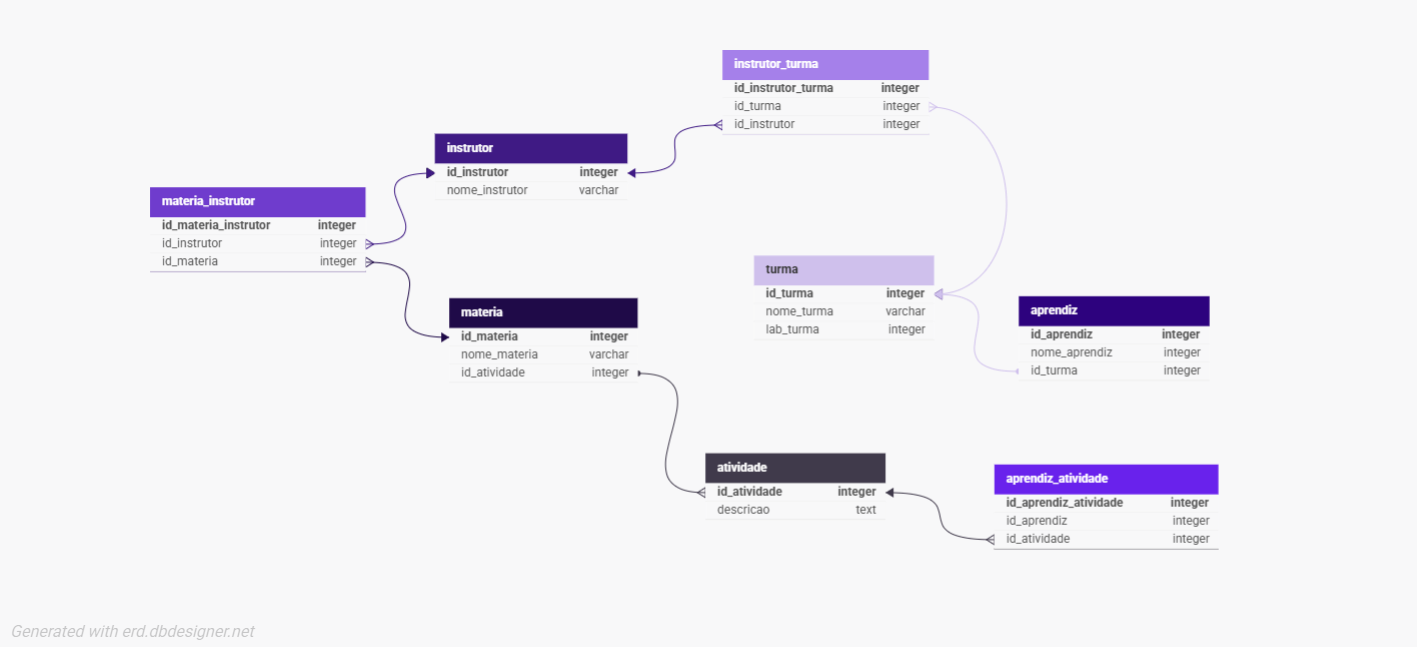 instrutor_turma
id_instrutor_turma integer
id_turma integer
id_instrutor integer
instrutor
id_instrutor integer
nome_instrutor varchar
materia_instrutor
id_materia_instrutor integer
id_instrutor integer
id_materia integer
turma
id_turma integer
nome_turma varchar
lab_turma integer
aprendiz
id_aprendiz integer
nome_aprendiz integer
id_turma integer
materia
id_materia integer
nome_materia varchar
id_atividade integer
atividade
id_atividade integer
descricao text
aprendiz_atividade
id_aprendiz_atividade integer
id_aprendiz integer
id_atividade integer
Generated with erd.dbdesigner.net